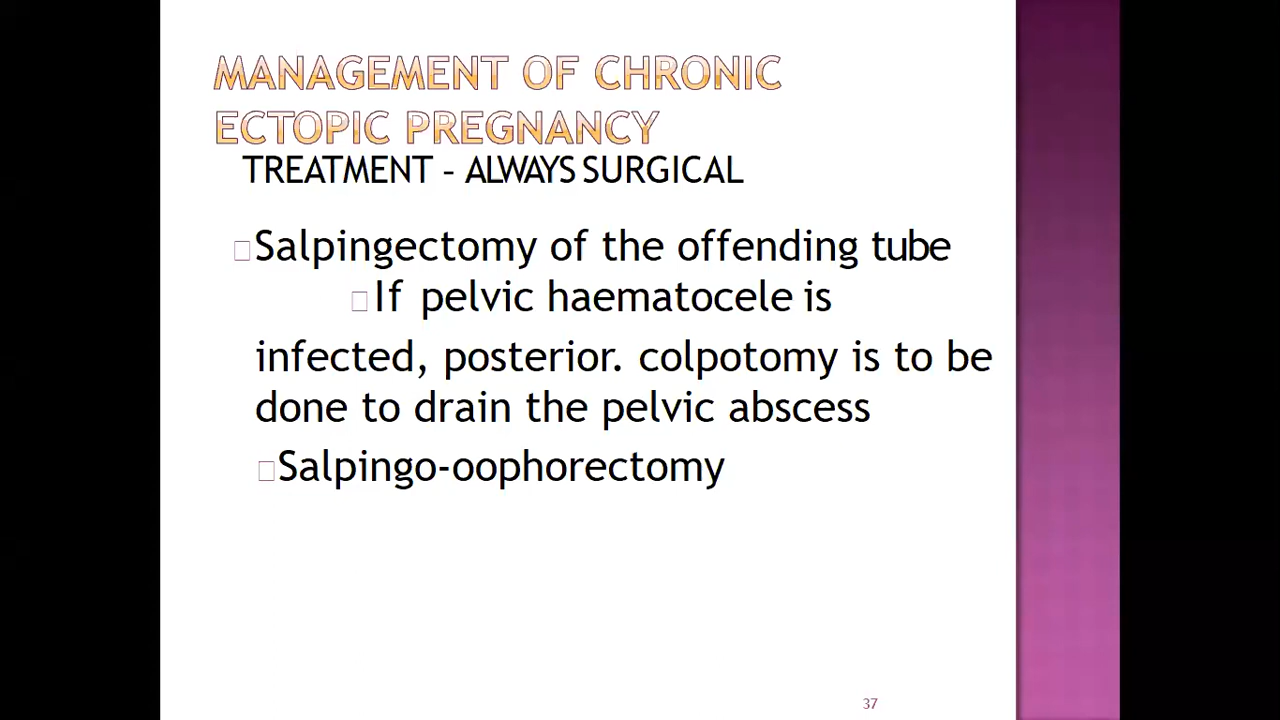 MANAGEMENT OF CHRONIC
ECTOPIC PREGNANCY
TREATMENT – ALWAYS SURGICAL
Salpingectomy of the offending tube
If pelvic haematocele is
infected, posterior. colpotomy is to be
done to drain the pelvic abscess
Salpingo-oophorectomy
37